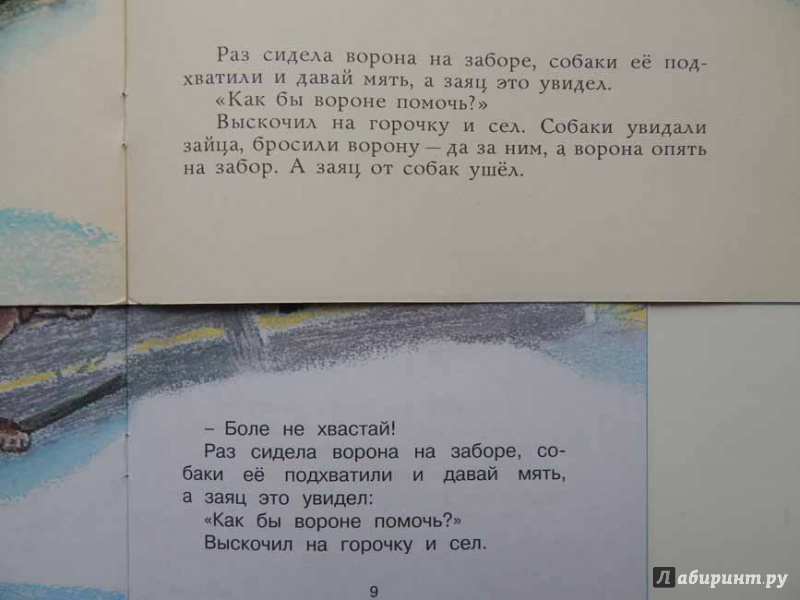 Раз сидела ворона на заборе, собаки её под-
хватили и давай мять, а заяц это увидел.
«Как бы вороне помочь?»
Выскочил на горочку и сел. Собаки увидали
зайца, бросили ворону — да за ним, а ворона опять
на забор. А заяц от собак ушёл.
– Боле не хвастай!
Раз сидела ворона на заборе, со-
баки её подхватили и давай мять,
а заяц это увидел:
«Как бы вороне помочь?»
Выскочил на горочку и сел.
9
Лабиринт.ру